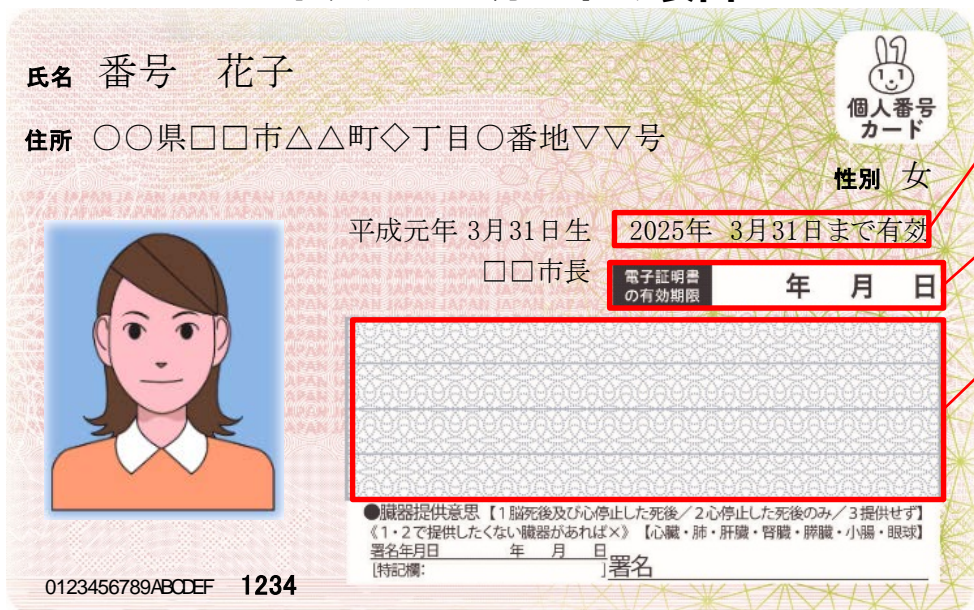 氏名 番号 花子
個人番号
カード
住所 〇〇県□□市△△町◇丁目〇番地▽▽号
性別 女
平成元年 3月31日生 2025年 3月31日まで有効
□□市長
電子証明書
の有効期限
年 月 日
●臓器提供意思【1脳死後及び心停止した死後／2心停止した死後のみ／3提供せず】
《1・2で提供したくない臓器があれば×》【心臓・肺・肝臓・腎臓・膵臓・小腸・眼球】
署名年月日 年 月 日
[特記欄: ]署名
0123456789ABCDEF 1234